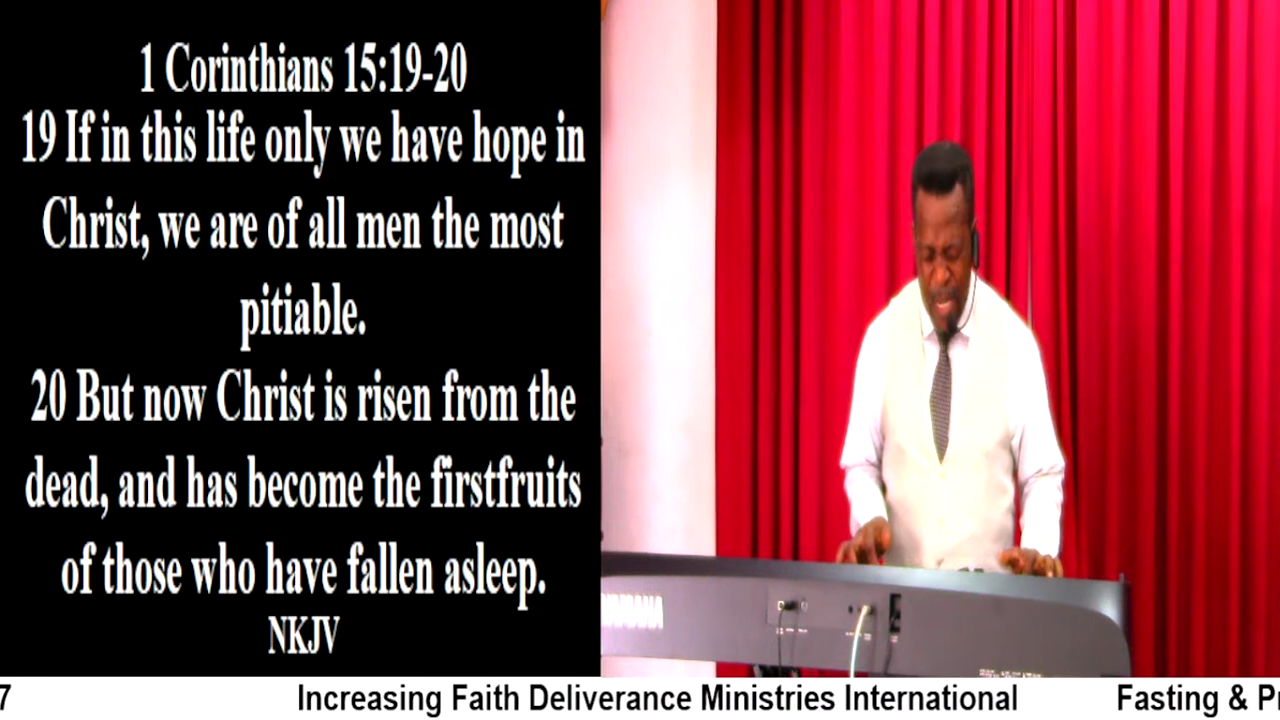 1 Corinthians 15:19-20
19 If in this life only we have hope in
Christ, we are of all men the most
pitiable.
20 But now Christ is risen from the
dead, and has become the firstfruits
of those who have fallen asleep.
NKJV
7 Increasing Faith Deliverance Ministries International Fasting & Pr